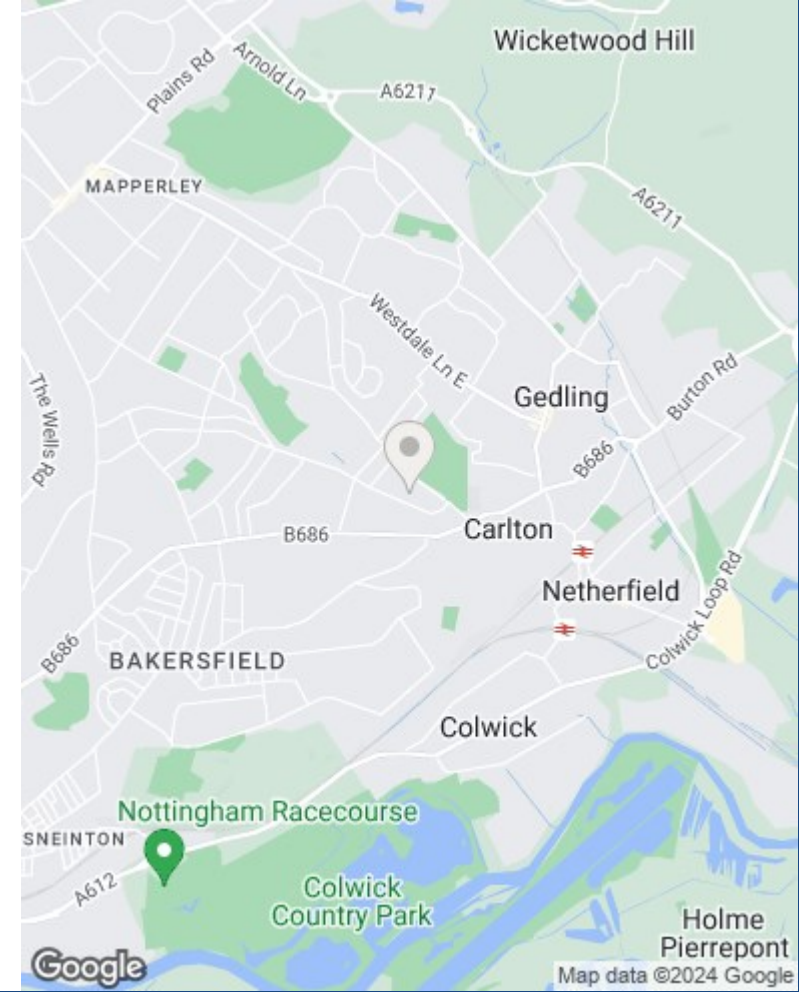 Wicketwood Hill
Plains Rd
Arnold Ln
A6211
MAPPERLEY
A6211
Westdale Ln E
The Wells Rd
Gedling
Burton Rd
B686
B686
Carlton
Netherfield
Colwick Loop Rd
B686
BAKERSFIELD
Colwick
Nottingham Racecourse
SNEINTON
A612
Colwick
Country Park
Holme
Pierrepont
Google
Map data ©2024 Google